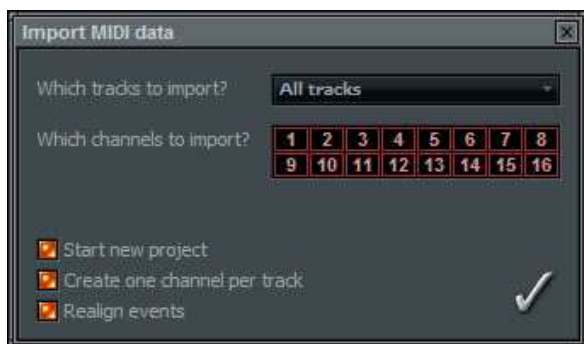 Import MIDI data
Which tracks to import? All tracks
Which channels to import? 1 2 3 4 5 6 7 8
9 10 11 12 13 14 15 16
Start new project
Create one channel per track
Realign events